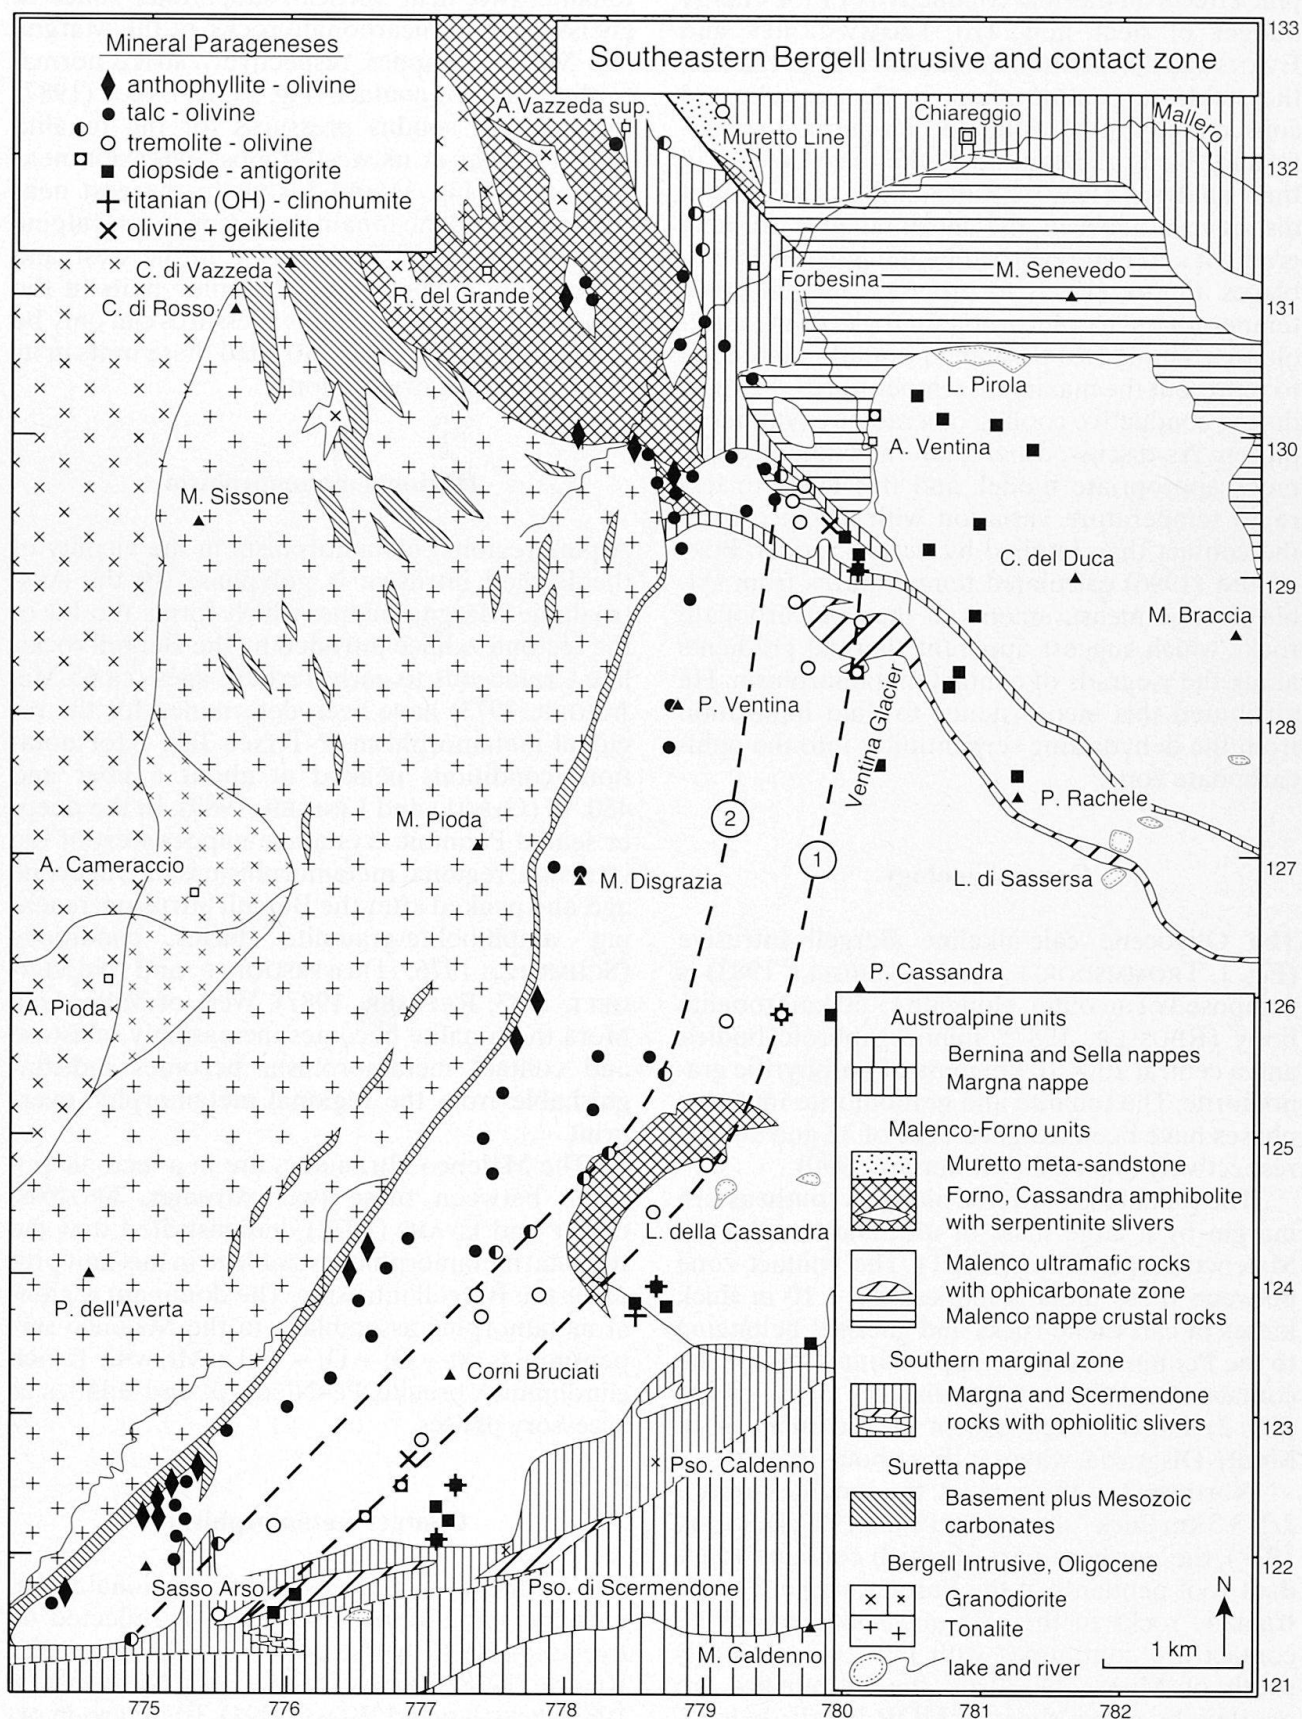 Southeastern Bergell Intrusive and contact zone
Mineral Parageneses
anthophyllite - olivine
talc - olivine
tremolite - olivine
diopside - antigorite
titanian (OH) - clinohumite
olivine + geikielite
A. Vazzeda sup.
Muretto Line
Chiareggio
Mallero
C. di Vazzeda
C. di Rosso
R. del Grande
Forbesina
M. Senevedo
L. Pirola
A. Ventina
M. Sissone
C. del Duca
M. Braccia
P. Ventina
Ventina Glacier
2
1
M. Pioda
P. Rachele
A. Cameraccio
M. Disgrazia
L. di Sassersa
A. Pioda
P. Cassandra
L. della Cassandra
P. dell'Averta
Corni Bruciati
Pso. Caldenno
Sasso Arso
Pso. di Scermendone
M. Caldenno
Austroalpine units
Bernina and Sella nappes
Margna nappe
Malenco-Forno units
Muretto meta-sandstone
Forno, Cassandra amphibolite
with serpentinite slivers
Malenco ultramafic rocks
with ophicarbonate zone
Malenco nappe crustal rocks
Southern marginal zone
Margna and Scermendone
rocks with ophiolitic slivers
Suretta nappe
Basement plus Mesozoic
carbonates
Bergell Intrusive, Oligocene
Granodiorite
Tonalite
lake and river
N
1 km
133
132
131
130
129
128
127
126
125
124
123
122
121
775
776
777
778
779
780
781
782